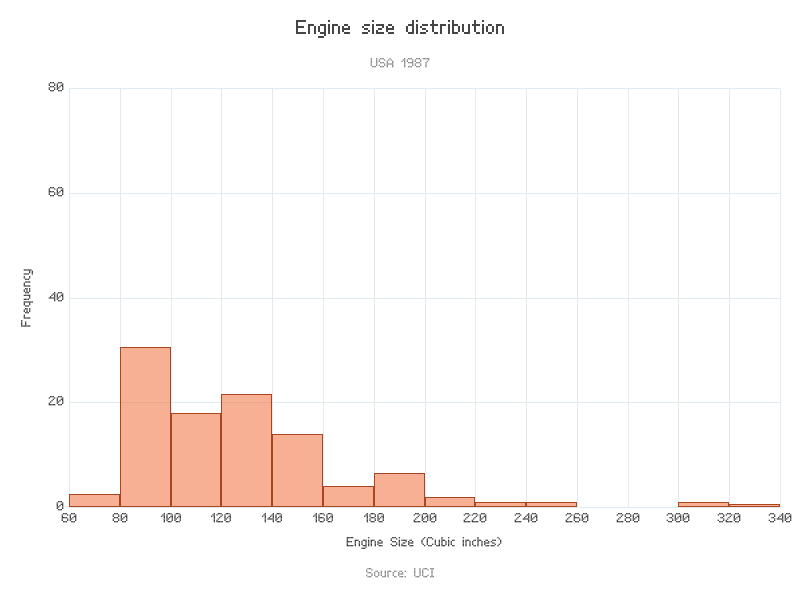 Engine size distribution
USA 1987
80
60
40
20
0
Frequency
60 80 100 120 140 160 180 200 220 240 260 280 300 320 340
Engine Size (Cubic inches)
Source: UCI